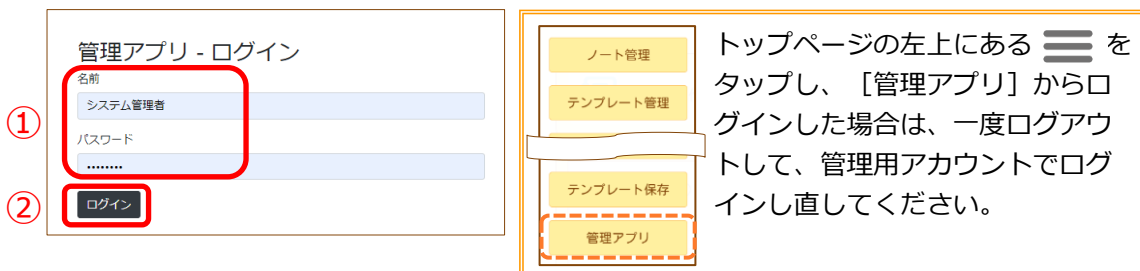 管理アプリ - ログイン
名前
①
システム管理者
パスワード
........
②
ログイン
ノート管理
テンプレート管理
テンプレート保存
管理アプリ
トップページの左上にある を
タップし、［管理アプリ］からロ
グインした場合は、一度ログアウ
トして、管理用アカウントでログ
インし直してください。